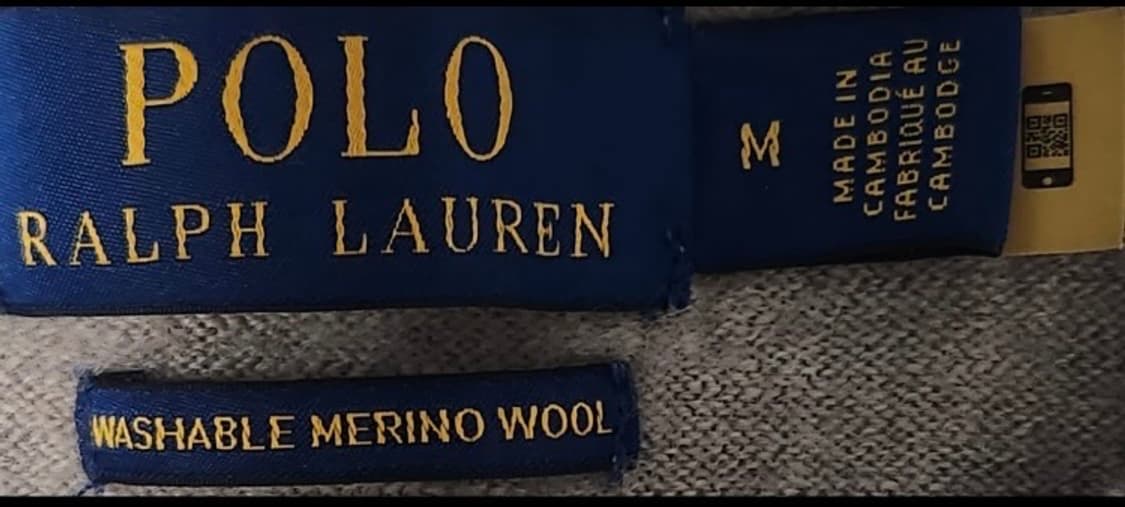 POLO
RALPH LAUREN
M
MADE IN
CAMBODIA
FABRIQUÉ AU
CAMBODGE
WASHABLE MERINO WOOL